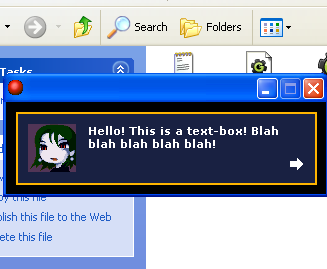 Search
Folders
Tasks
Hello! This is a text-box! Blah
blah blah blah blah!
this file
blish this file to the Web
ete this file